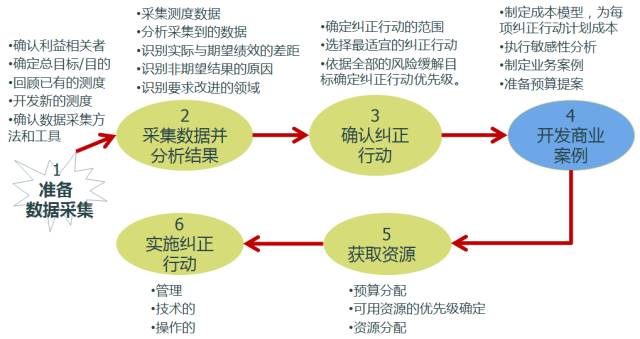 •确认利益相关者
•确定总目标/目的
•回顾已有的测度
•开发新的测度
•确认数据采集方
法和工具
1
准备
数据采集
•采集测度数据
•分析采集到的数据
•识别实际与期望绩效的差距
•识别非期望结果的原因
•识别要求改进的领域
2
采集数据并
分析结果
•确定纠正行动的范围
•选择最适宜的纠正行动
•依据全部的风险缓解目
标确定纠正行动优先级。
3
确认纠正
行动
•制定成本模型，为每
项纠正行动计划成本
•执行敏感性分析
•制定业务案例
•准备预算提案
4
开发商业
案例
5
获取资源
•预算分配
•可用资源的优先级确定
•资源分配
6
实施纠正
行动
•管理
•技术的
•操作的